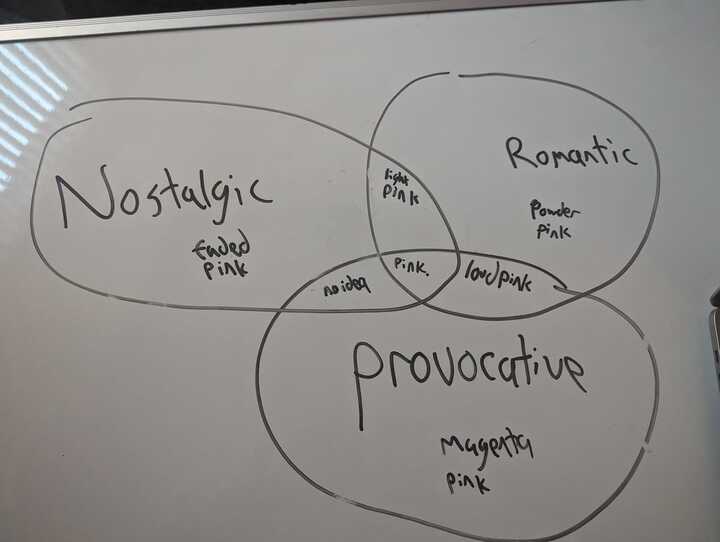 Nostalgic
Faded
pink
light
pink
Romantic
Powder
pink
no idea
pink.
loud pink
provocative
Magenta
pink